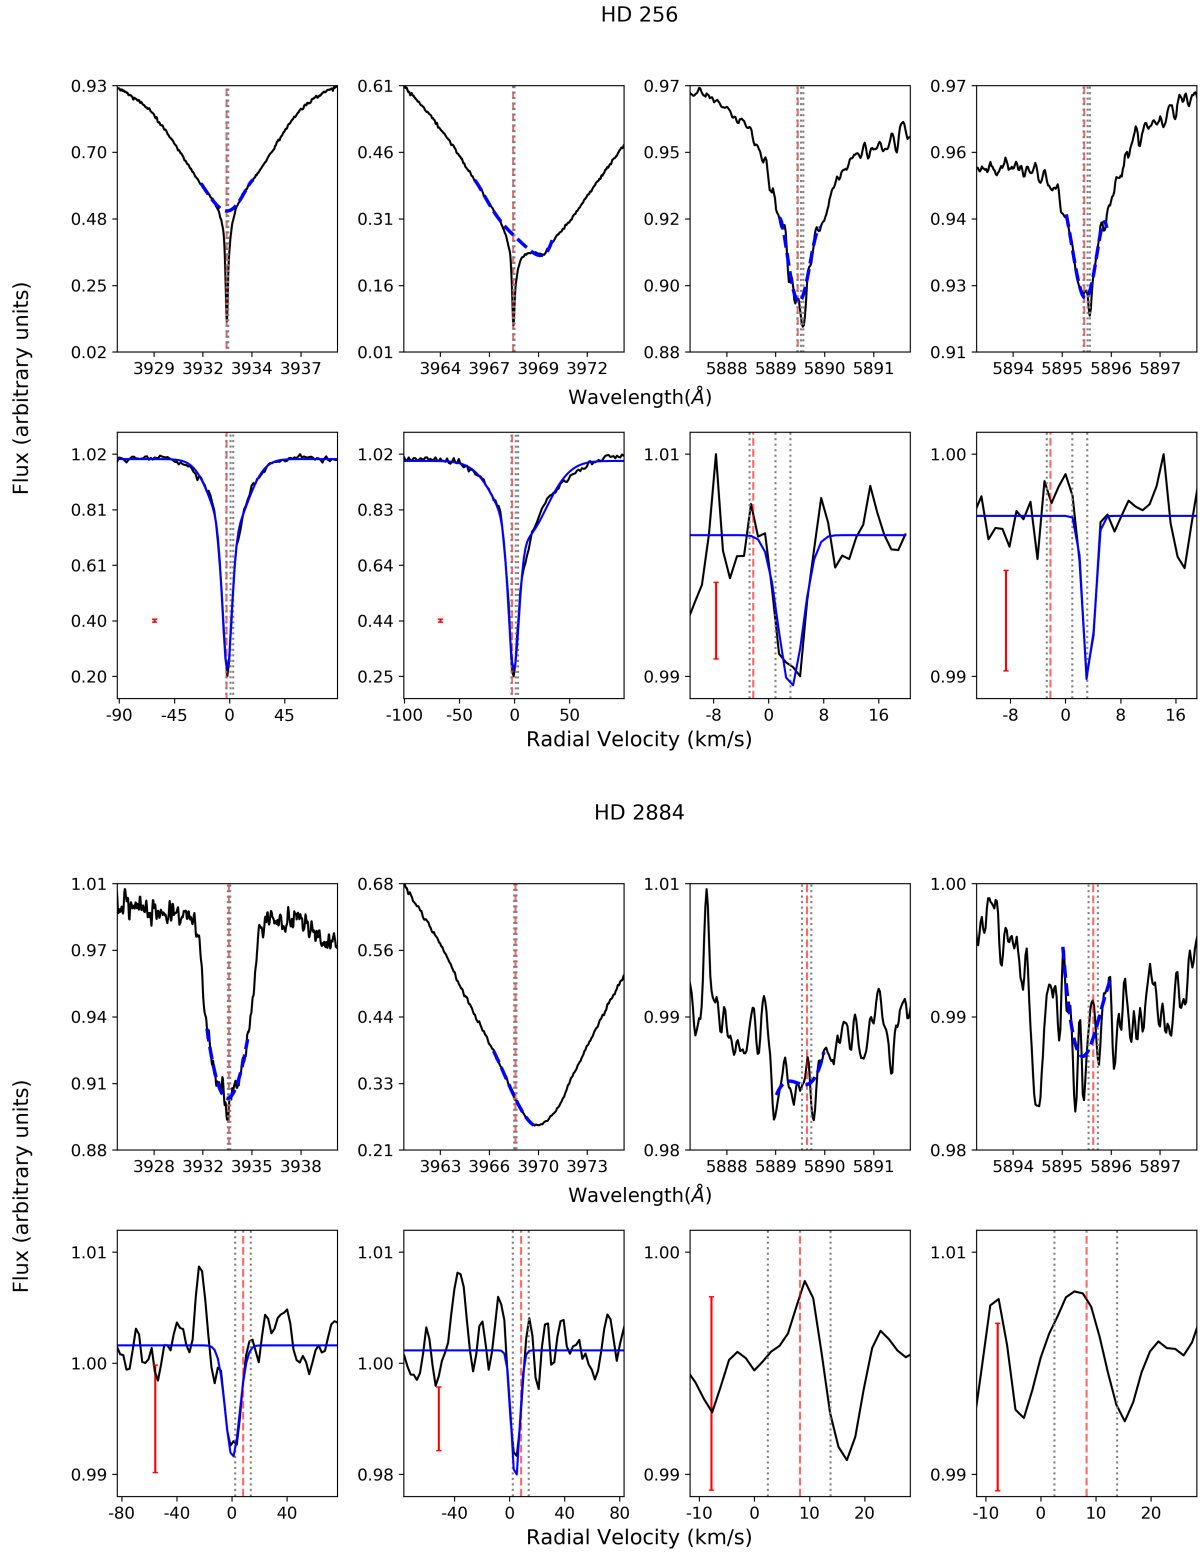 HD 256
Flux (arbitrary units)
0.93 0.61 0.97 0.97
0.70 0.46 0.95 0.96
0.48 0.31 0.92 0.94
0.25 0.16 0.90 0.93
0.02 0.01 0.88 0.91
3929 3932 3934 3937 3964 3967 3969 3972 5888 5889 5890 5891 5894 5895 5896 5897
Wavelength(Å)
1.02 1.02 1.01 1.00
0.81 0.83
0.61 0.64
0.40 0.44
0.20 0.25 0.99 0.99
-90 -45 0 45 -100 -50 0 50 -8 0 8 16 -8 0 8 16
Radial Velocity (km/s)
HD 2884
Flux (arbitrary units)
1.01 0.68 1.01 1.00
0.97 0.56
0.94 0.44 0.99 0.99
0.91 0.33
0.88 0.21 0.98 0.98
3928 3932 3935 3938 3963 3966 3970 3973 5888 5889 5890 5891 5894 5895 5896 5897
Wavelength(Å)
1.01 1.01 1.00 1.01
1.00 1.00
0.99 0.98 0.99 0.99
-80 -40 0 40 -40 0 40 80 -10 0 10 20 -10 0 10 20
Radial Velocity (km/s)